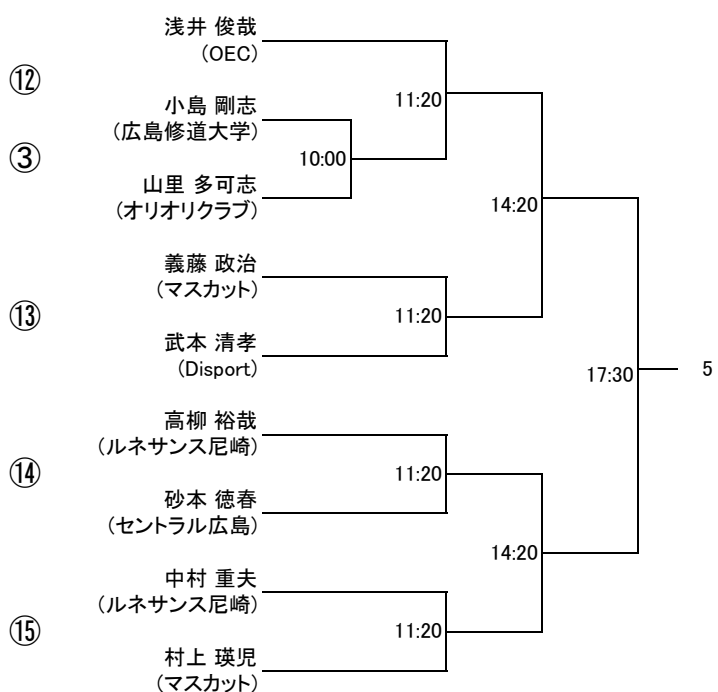 浅井 俊哉
(OEC)
⑫
11:20
小島 剛志
(広島修道大学)
③
10:00
山里 多可志
(オリオリクラブ)
14:20
義藤 政治
(マスカット)
⑬
11:20
武本 清孝
(Disport)
17:30
5
高柳 裕哉
(ルネサンス尼崎)
⑭
11:20
砂本 徳春
(セントラル広島)
14:20
中村 重夫
(ルネサンス尼崎)
⑮
11:20
村上 瑛児
(マスカット)